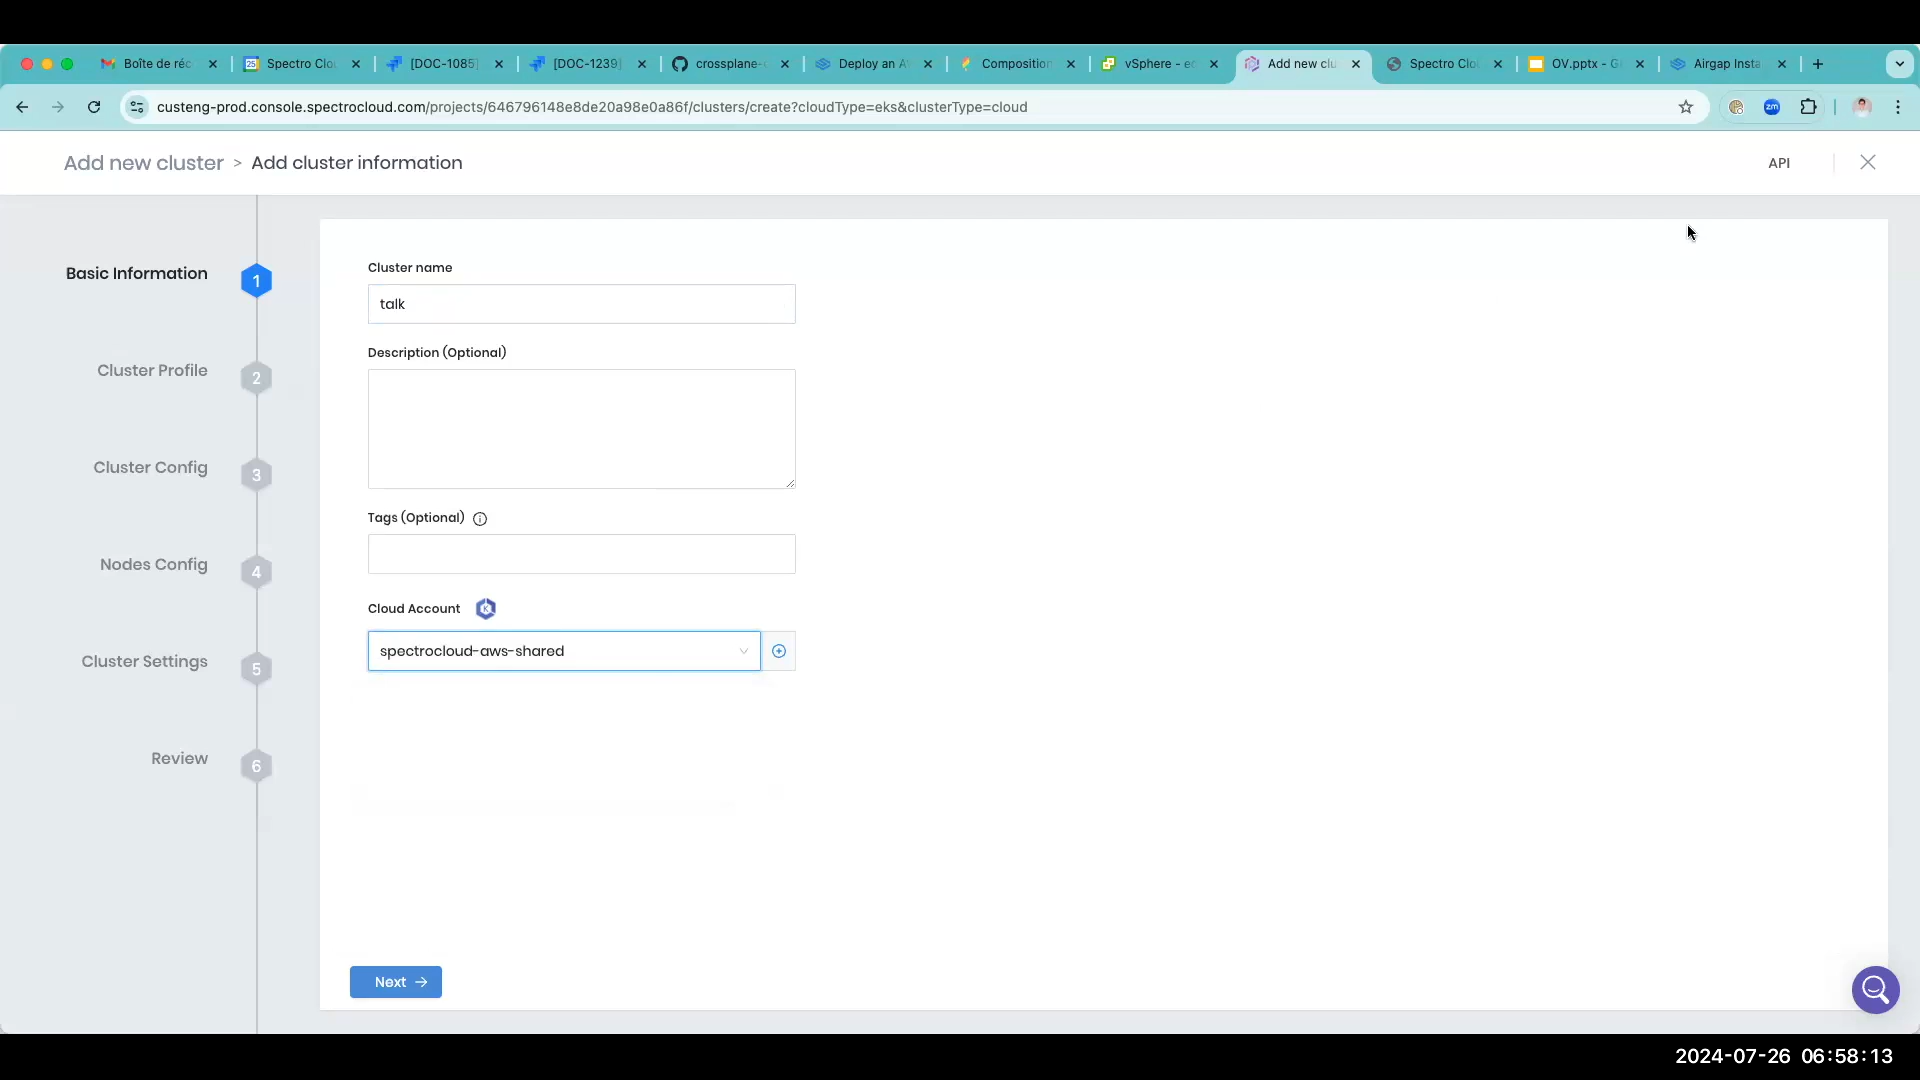 Boîte de réc
Spectro Clo
[DOC-1085]
[DOC-1239]
crossplane-
Deploy an A
Composition
vSphere - e
Add new clu
Spectro Clo
OV.pptx - G
Airgap Insta
custeng-prod.console.spectrocloud.com/projects/646796148e8de20a98e0a86f/clusters/create?cloudType=eks&clusterType=cloud
zm
Add new cluster > Add cluster information
API
Basic Information
1
Cluster Profile
2
Cluster Config
3
Nodes Config
4
Cluster Settings
5
Review
6
Cluster name
talk
Description (Optional)
Tags (Optional)
Cloud Account
K
spectrocloud-aws-shared
Next
2024-07-26 06:58:13